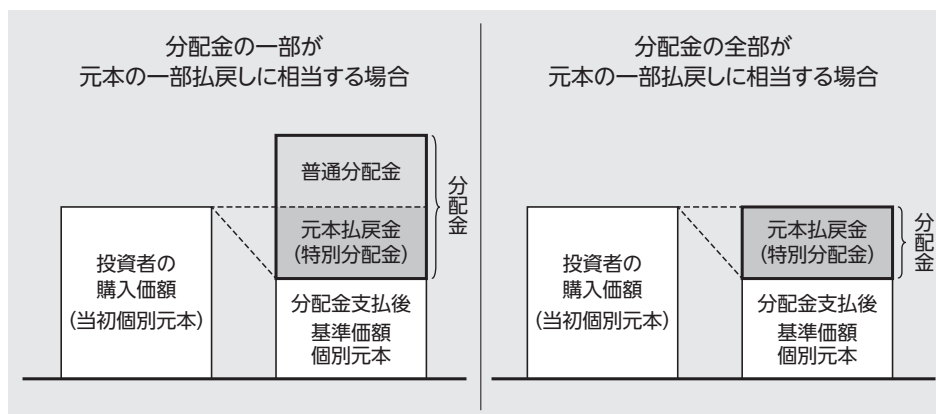 分配金の一部が
元本の一部払戻しに相当する場合
普通分配金
元本払戻金
(特別分配金)
分配金
投資者の
購入価額
(当初個別元本)
分配金支払後
基準価額
個別元本
分配金の全部が
元本の一部払戻しに相当する場合
元本払戻金
(特別分配金)
分配金
投資者の
購入価額
(当初個別元本)
分配金支払後
基準価額
個別元本